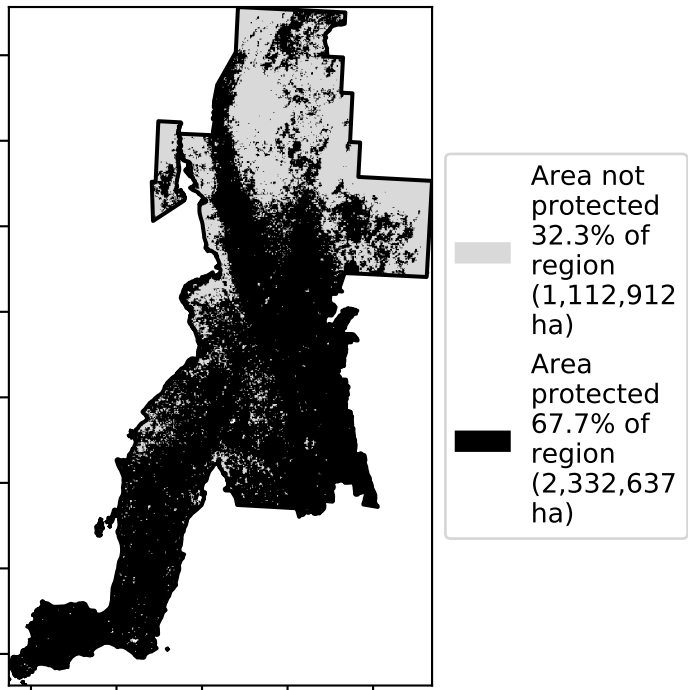 Area not
protected
32.3% of
region
(1,112,912
ha)
Area
protected
67.7% of
region
(2,332,637
ha)